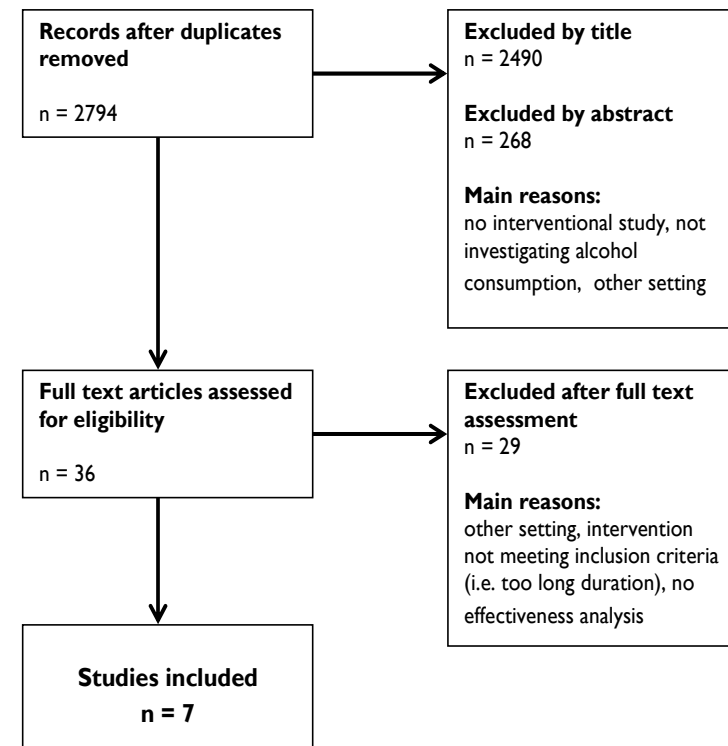 Records after duplicates
removed
n = 2794
Excluded by title
n = 2490
Excluded by abstract
n = 268
Main reasons:
no interventional study, not
investigating alcohol
consumption, other setting
Full text articles assessed
for eligibility
n = 36
Excluded after full text
assessment
n = 29
Main reasons:
other setting, intervention
not meeting inclusion criteria
(i.e. too long duration), no
effectiveness analysis
Studies included
n = 7